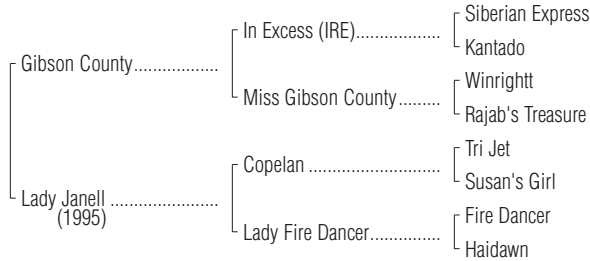 Siberian Express
In Excess (IRE)..................
Kantado
Gibson County..................
Winrightt
Miss Gibson County.........
Rajab's Treasure
Tri Jet
Copelan ............................
Susan's Girl
Lady Janell .......................
(1995)
Fire Dancer
Lady Fire Dancer...............
Haidawn